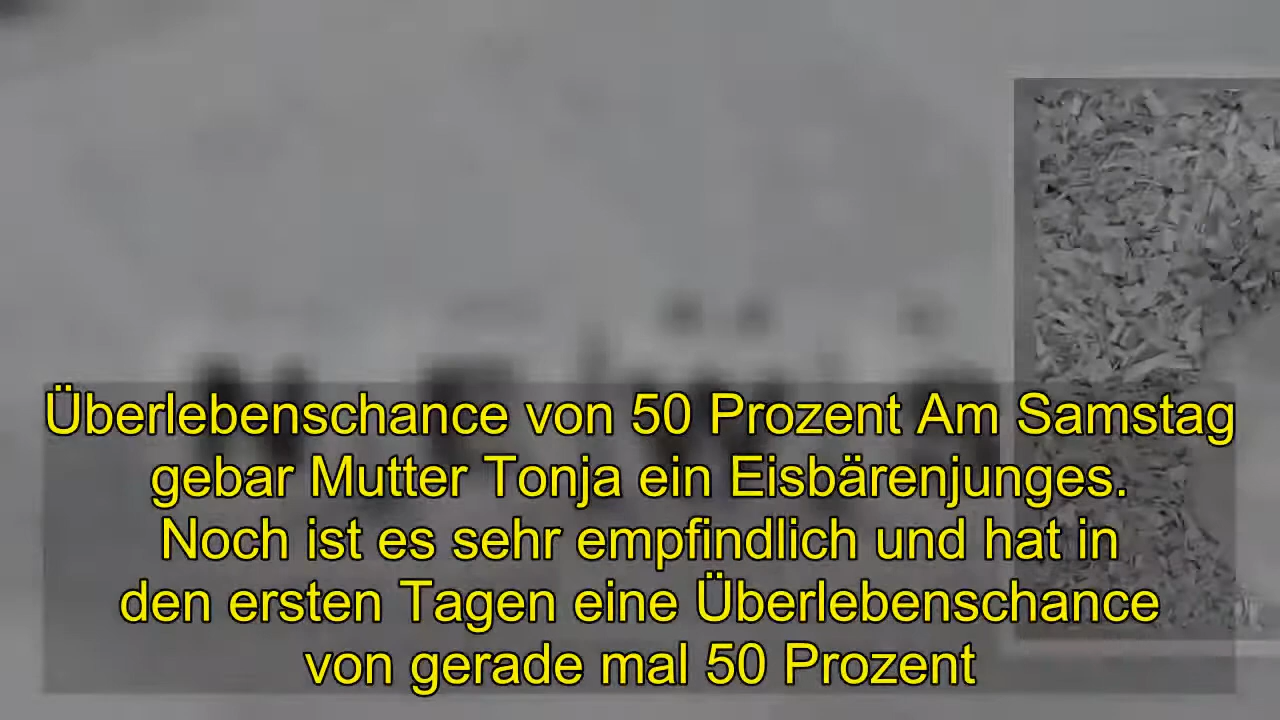 Überlebenschance von 50 Prozent Am Samstag
gebar Mutter Tonja ein Eisbärenjunges.
Noch ist es sehr empfindlich und hat in
den ersten Tagen eine Überlebenschance
von gerade mal 50 Prozent